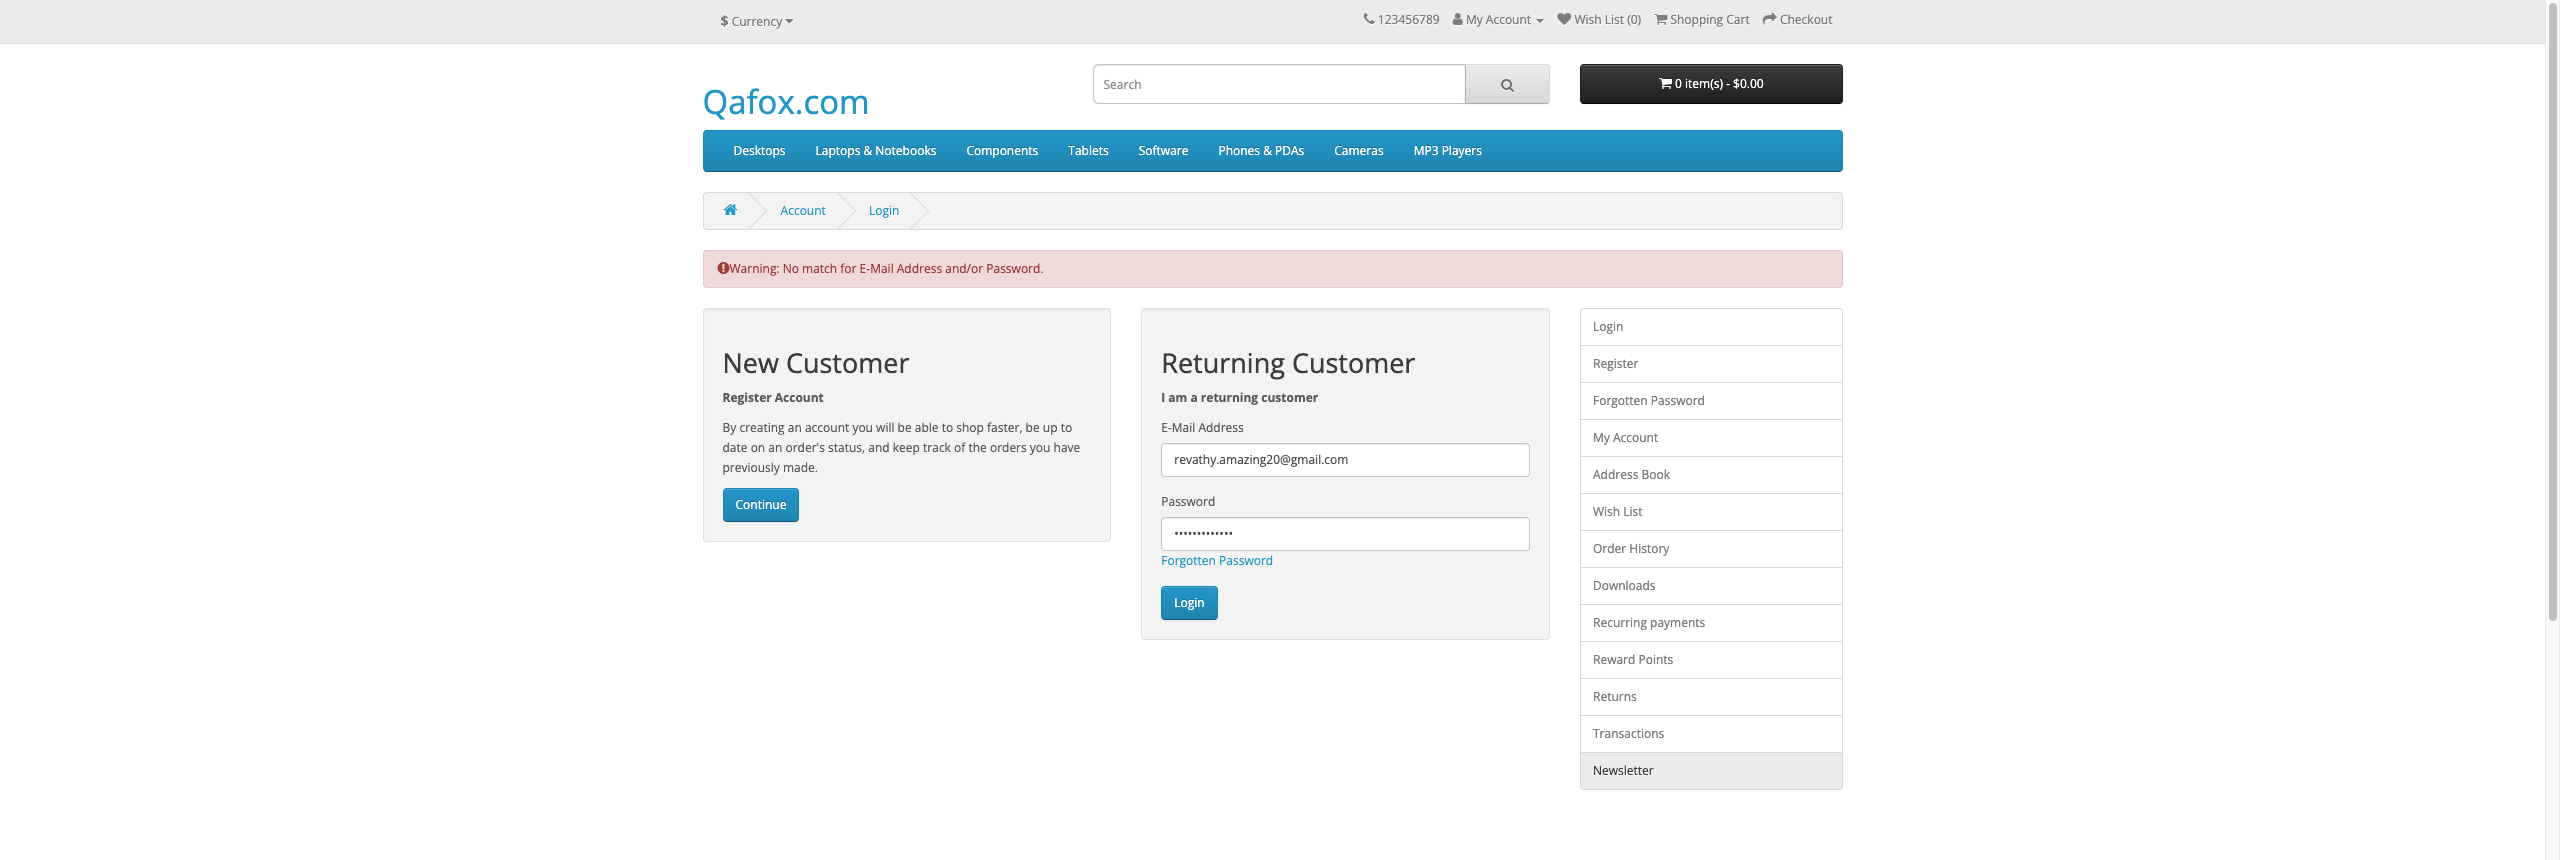 $ Currency
123456789
My Account
Wish List (0)
Shopping Cart
Checkout
Qafox.com
Search
0 item(s) - $0.00
Desktops
Laptops & Notebooks
Components
Tablets
Software
Phones & PDAs
Cameras
MP3 Players
Account
Login
Warning: No match for E-Mail Address and/or Password.
New Customer
Register Account
By creating an account you will be able to shop faster, be up to
date on an order's status, and keep track of the orders you have
previously made.
Continue
Returning Customer
I am a returning customer
E-Mail Address
revathy.amazing20@gmail.com
Password
•••••••••••••
Forgotten Password
Login
Login
Register
Forgotten Password
My Account
Address Book
Wish List
Order History
Downloads
Recurring payments
Reward Points
Returns
Transactions
Newsletter